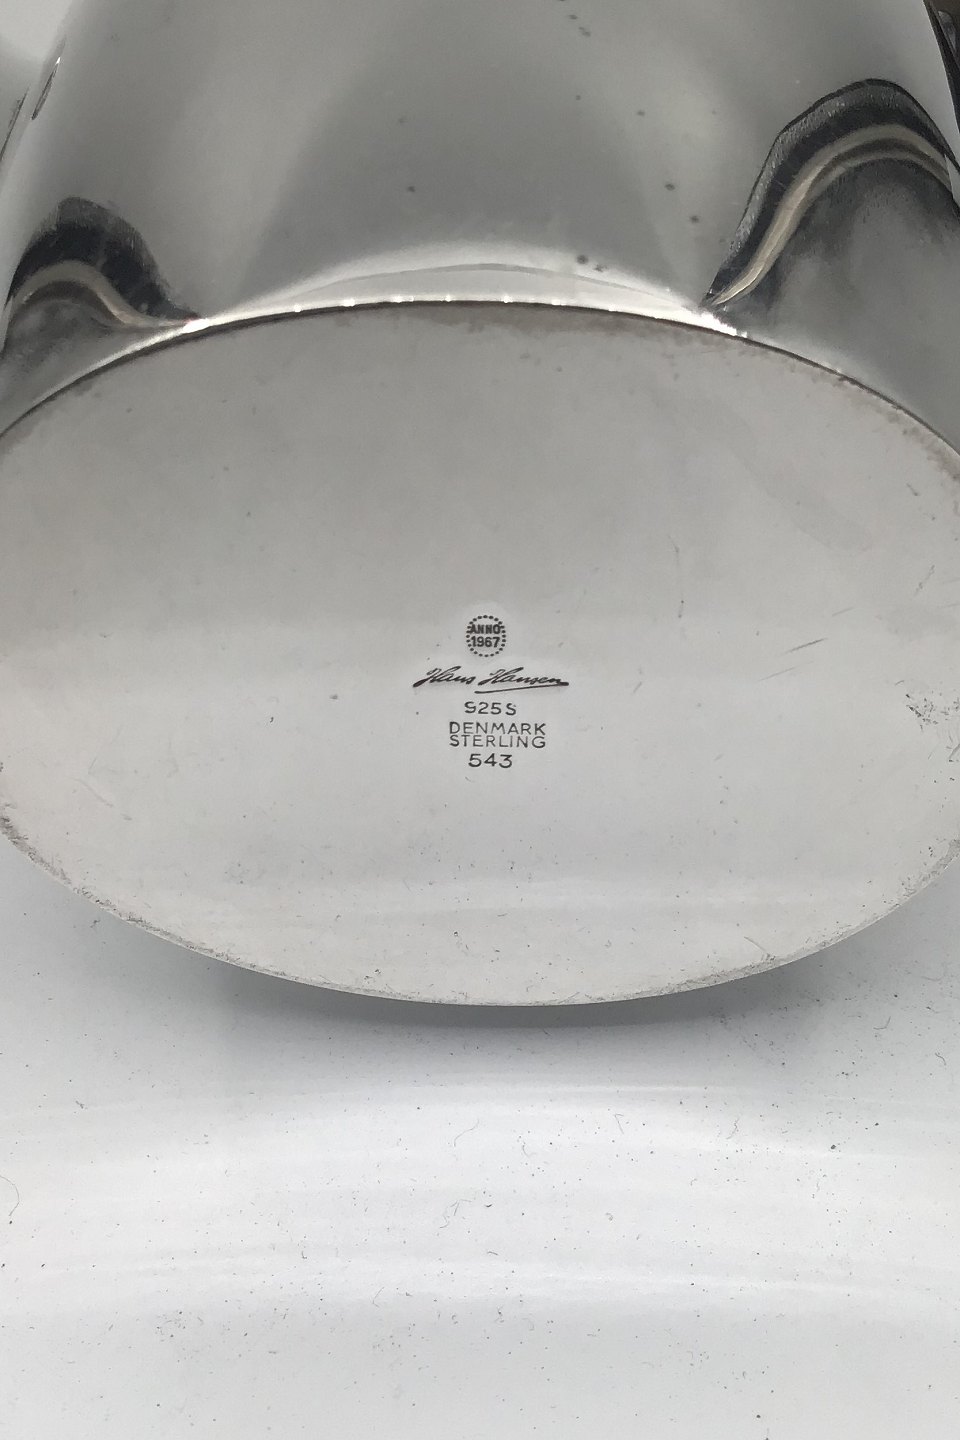 ANNO
1967
Hans Hansen
925S
DENMARK
STERLING
543